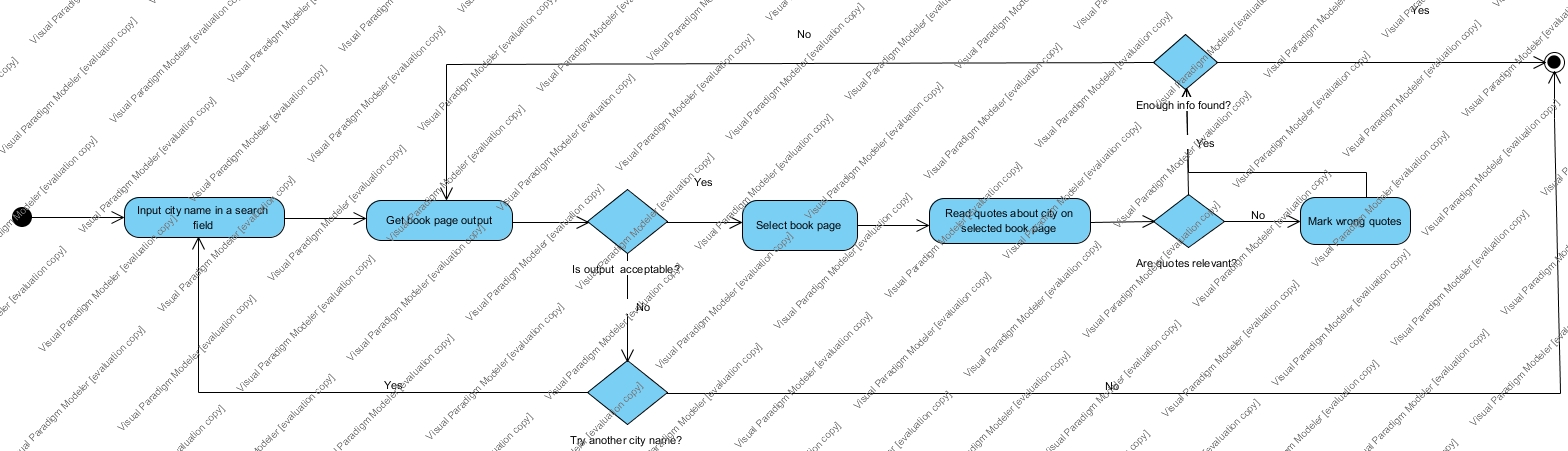 Yes
No
Enough info found?
Yes
Yes
Input city name in a search
field
Get book page output
Select book page
Read quotes about city on
selected book page
No
Mark wrong quotes
Is output acceptable?
Are quotes relevant?
No
Yes
No
Try another city name?
Visual Paradigm Modeler [evaluation copy]